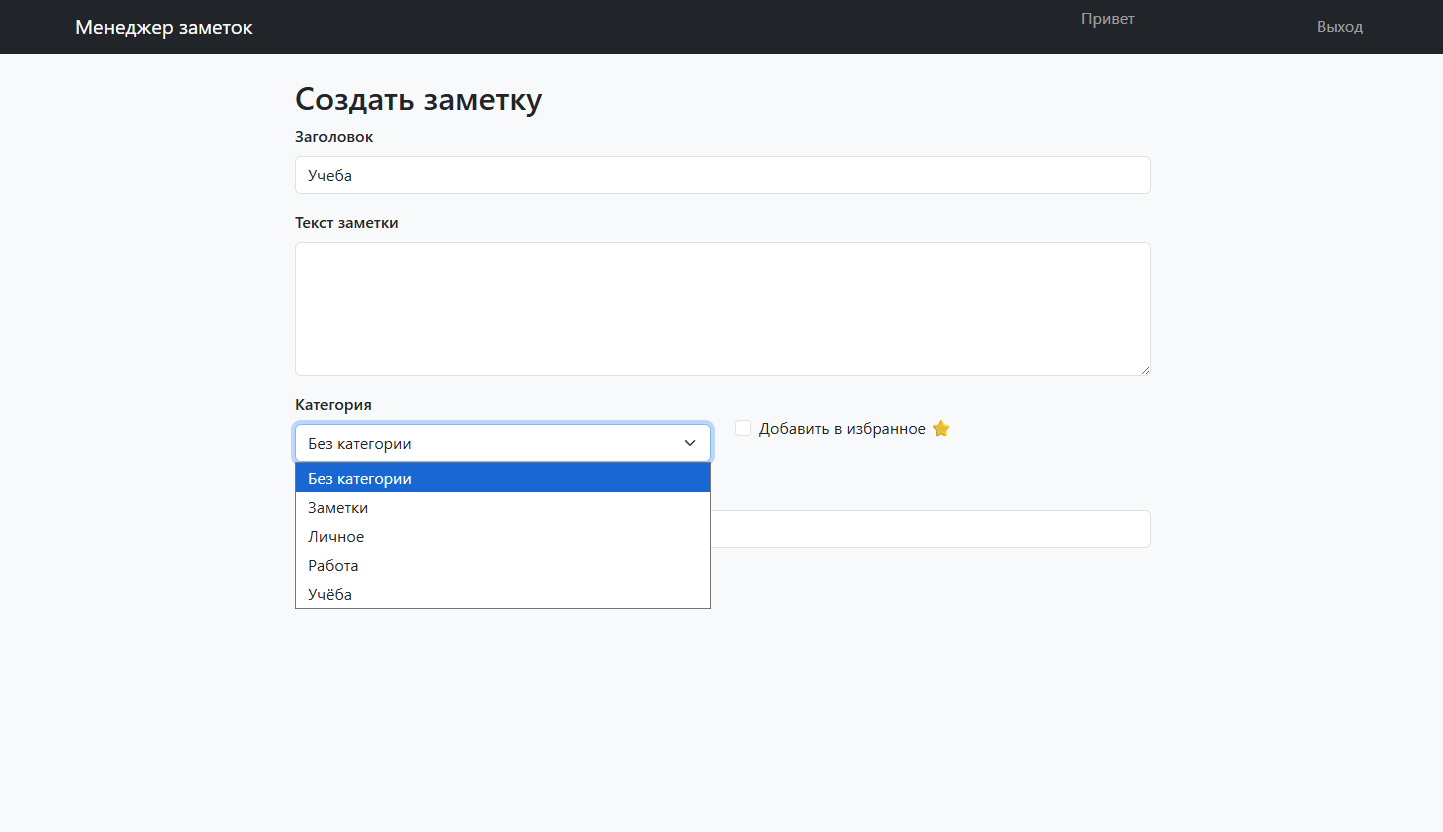 Менеджер заметок
Привет
Выход
Создать заметку
Заголовок
Учеба
Текст заметки
Категория
Без категории
Добавить в избранное
Без категории
Заметки
Личное
Работа
Учёба